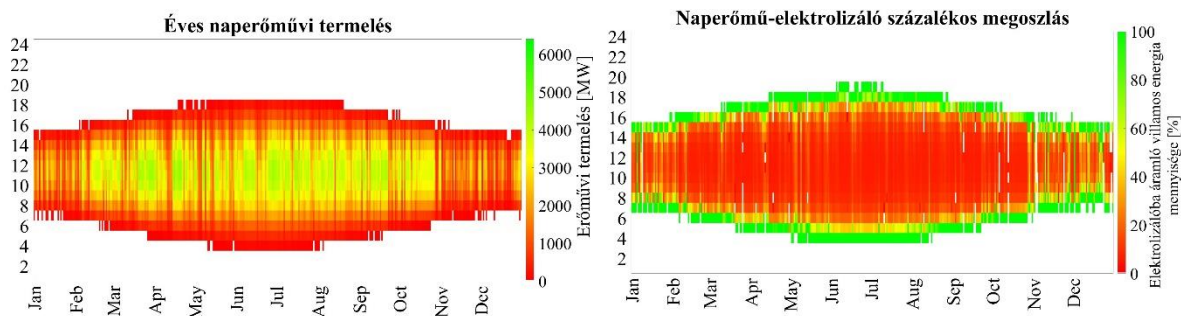 Éves naperőművi termelés
24
22
20
18
16
14
12
10
8
6
4
2
Jan
Feb
Mar
Apr
May
Jun
Jul
Aug
Sep
Oct
Nov
Dcc
6000
5000
4000
3000
2000
1000
0
Erőművi termelés [MW]
Naperőmű-elektrolizáló százalékos megoszlás
24
22
20
18
16
14
12
10
8
6
4
2
Jan
Feb
Mar
Apr
May
Jun
Jul
Aug
Sep
Oct
Nov
Dcc
100
80
60
40
20
0
Elektrolizálóba áramló villamos energia
mennyisége [%]